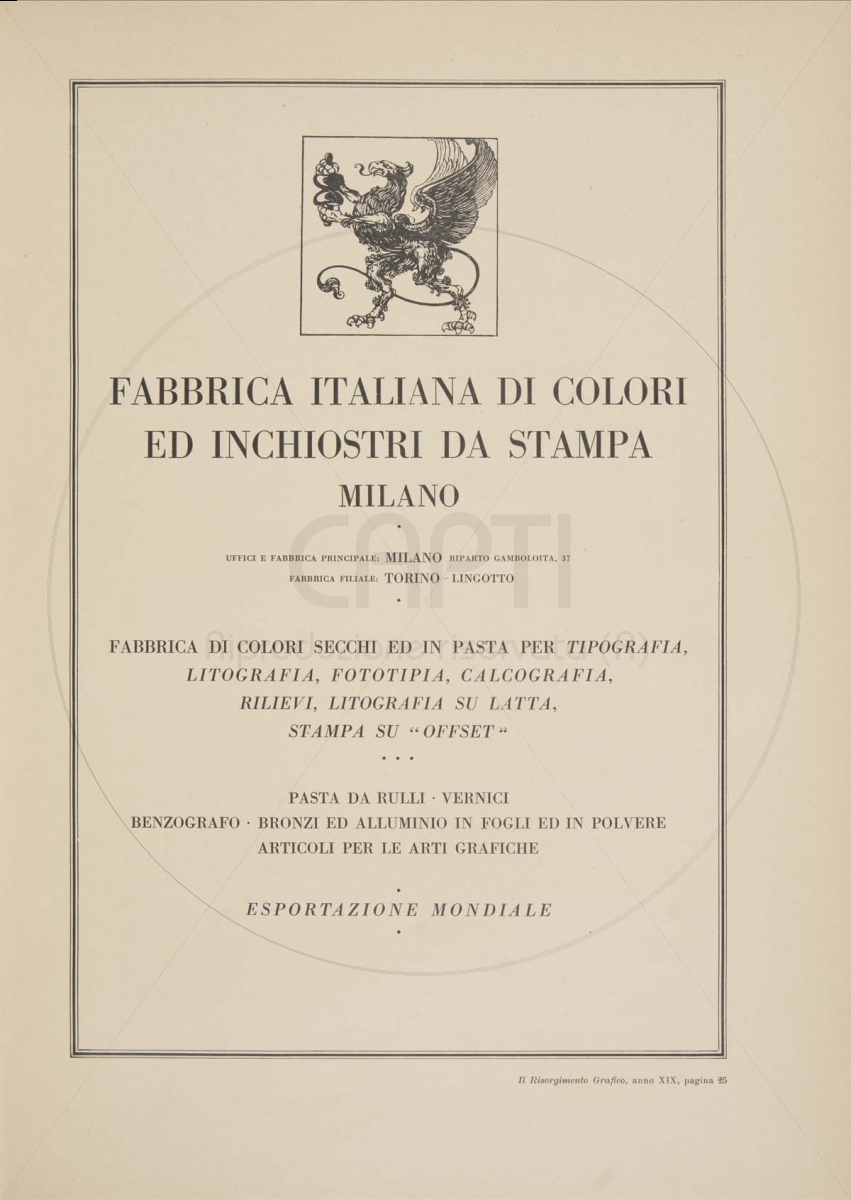 FABBRICA ITALIANA DI COLORI
ED INCHIOSTRI DA STAMPA
MILANO
UFFICI E FABBRICA PRINCIPALE: MILANO RIPARTO GAMBOLOITA, 37
FABBRICA FILIALE: TORINO - LINGOTTO
CAPTI
Riproduzione riservata (R)
FABBRICA DI COLORI SECCHI ED IN PASTA PER TIPOGRAFIA,
LITOGRAFIA, FOTOTIPIA, CALCOGRAFIA,
RILIEVI, LITOGRAFIA SU LATTA,
STAMPA SU “OFFSET”
• • •
PASTA DA RULLI · VERNICI
BENZOGRAFO · BRONZI ED ALLUMINIO IN FOGLI ED IN POLVERE
ARTICOLI PER LE ARTI GRAFICHE
ESPORTAZIONE MONDIALE
Il Risorgimento Grafico, anno XIX, pagina 25